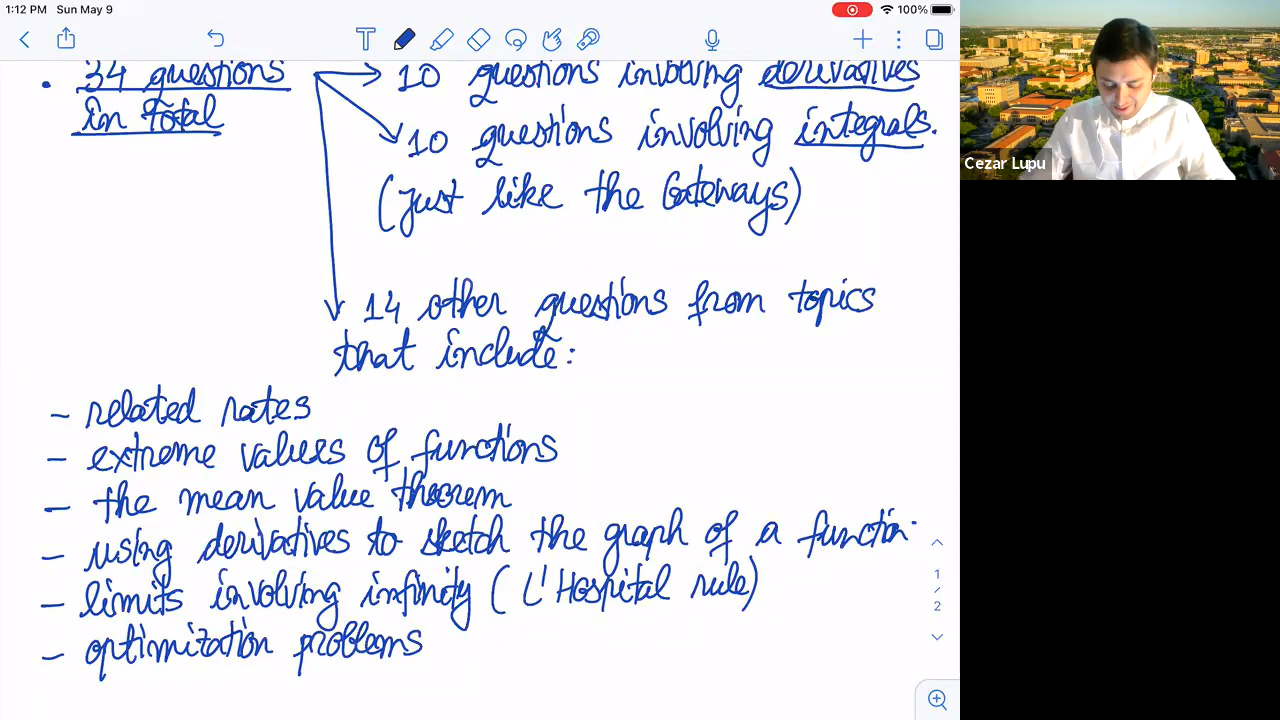 1:12 PM Sun May 9
100%
· 34 questions → 10 questions involving derivatives
in total
10 questions involving integrals.
(just like the Gateways)
Cezar Lupu
14 other questions from topics
that include:
- related rates
- extreme values of functions
- the mean value theorem
- using derivatives to sketch the graph of a function.
- limits involving infinity (L'Hospital rule)
- optimization problems
1/2